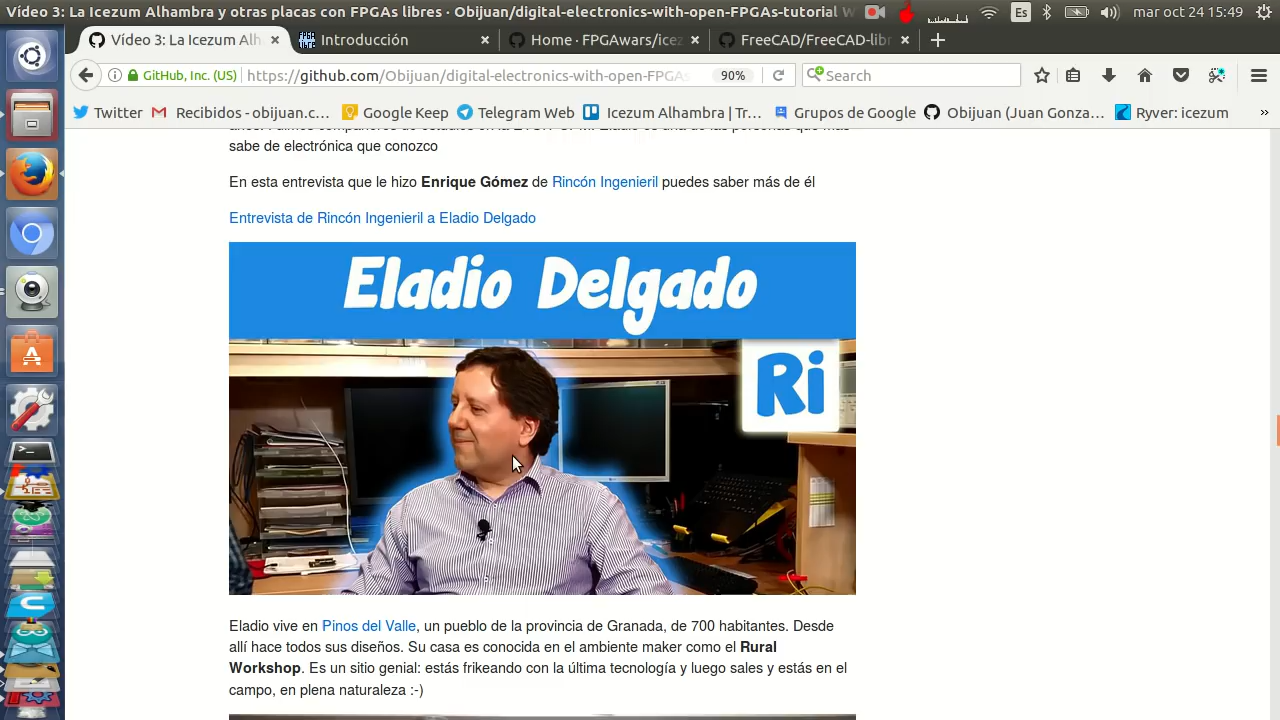 Vídeo 3: La Icezum Alhambra y otras placas con FPGAs libres · Obijuan/digital-electronics-with-open-FPGAs-tutorial W
Es
mar oct 24 15:49
Vídeo 3: La Icezum Alh
Introducción
Home · FPGAwars/icez
FreeCAD/FreeCAD-libr
GitHub, Inc. (US)
https://github.com/Obijuan/digital-electronics-with-open-FPGAs
90%
Search
Twitter
Recibidos - obijuan.c...
Google Keep
Telegram Web
Icezum Alhambra | Tr...
Grupos de Google
Obijuan (Juan Gonza...
Ryver: icezum
»
sabe de electrónica que conozco
En esta entrevista que le hizo Enrique Gómez de Rincón Ingenieril puedes saber más de él
Entrevista de Rincón Ingenieril a Eladio Delgado
Eladio Delgado
Ri
Eladio vive en Pinos del Valle, un pueblo de la provincia de Granada, de 700 habitantes. Desde
allí hace todos sus diseños. Su casa es conocida en el ambiente maker como el Rural
Workshop. Es un sitio genial: estás frikeando con la última tecnología y luego sales y estás en el
campo, en plena naturaleza :-)